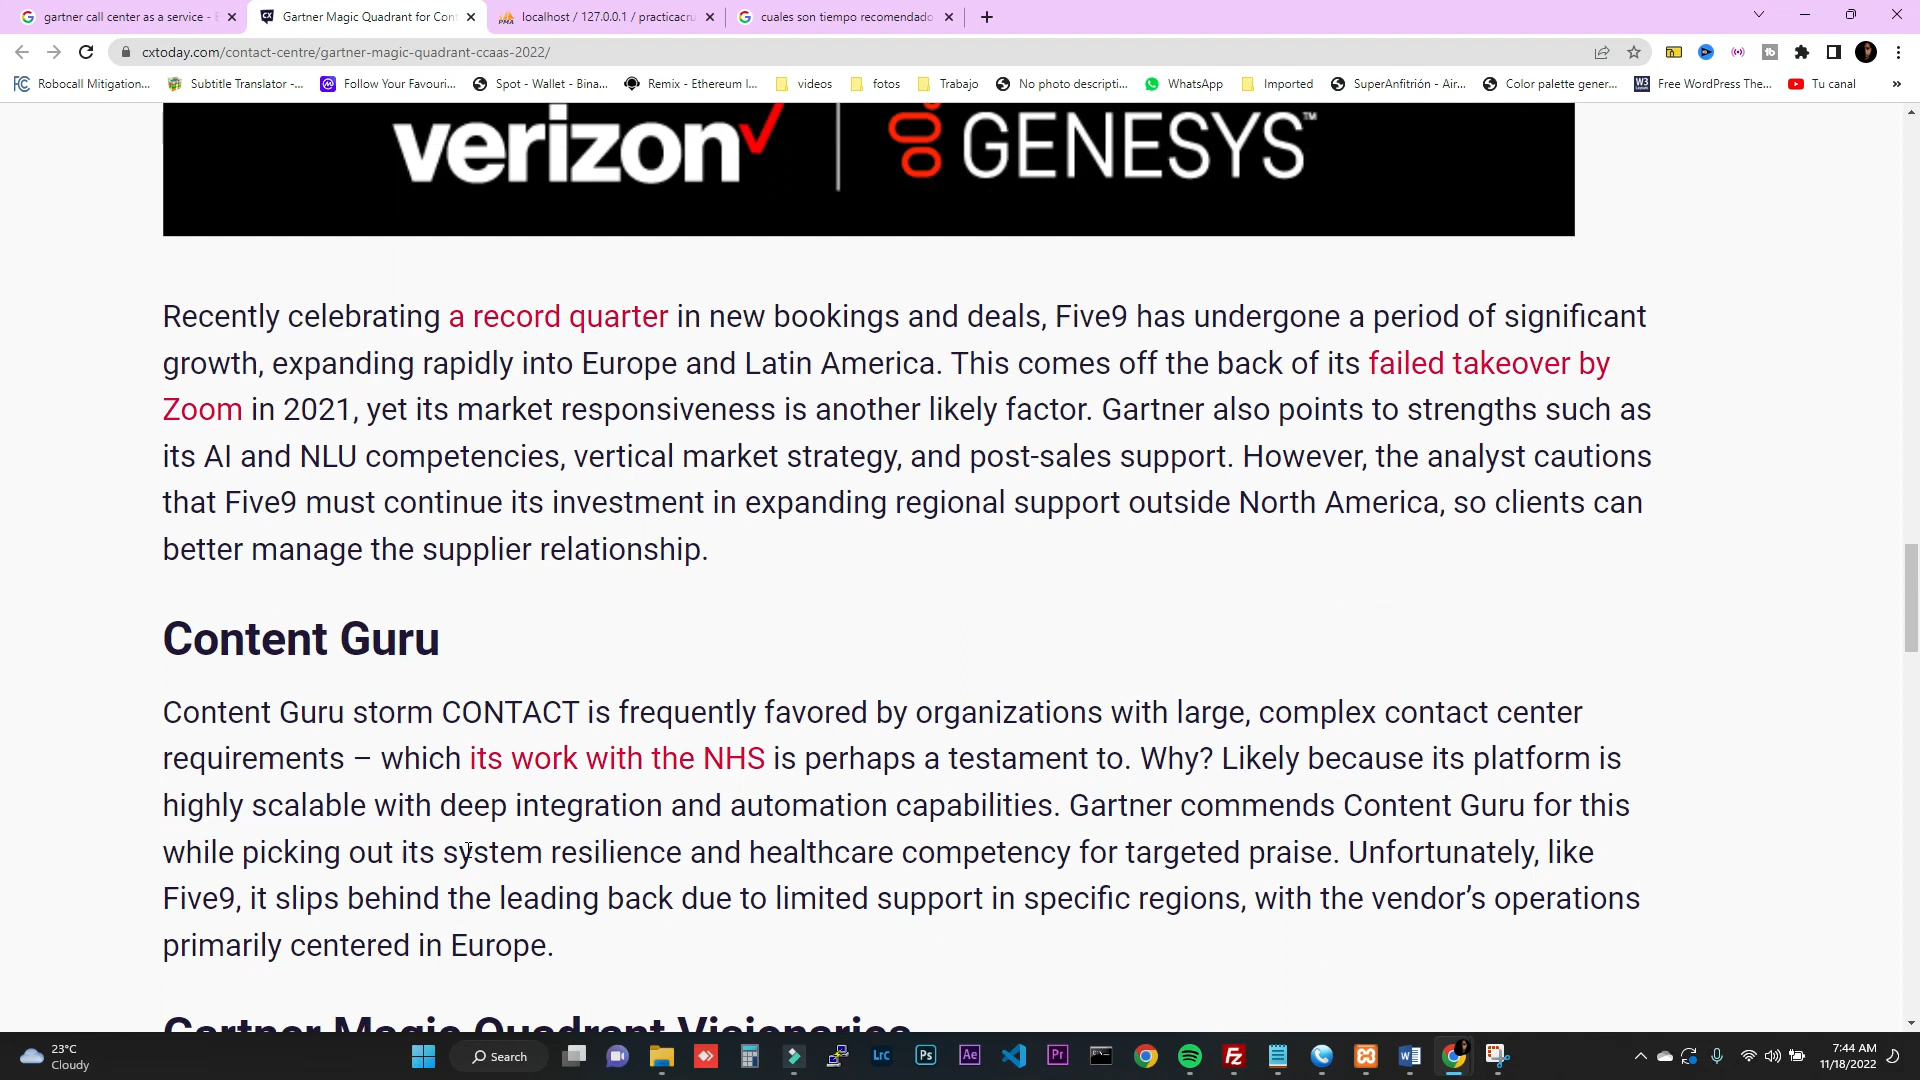 gartner call center as a service -
Gartner Magic Quadrant for Cont
localhost / 127.0.0.1 / practicacru
cuales son tiempo recomendado
cxtoday.com/contact-centre/gartner-magic-quadrant-ccaas-2022/
Robocall Mitigation...
Subtitle Translator -...
Follow Your Favouri...
Spot - Wallet - Bina...
Remix - Ethereum I...
videos
fotos
Trabajo
No photo descripti...
WhatsApp
Imported
SuperAnfitrión - Air...
Color palette gener...
Free WordPress The...
Tu canal
»
verizon
GENESYS™
Recently celebrating a record quarter in new bookings and deals, Five9 has undergone a period of significant
growth, expanding rapidly into Europe and Latin America. This comes off the back of its failed takeover by
Zoom in 2021, yet its market responsiveness is another likely factor. Gartner also points to strengths such as
its AI and NLU competencies, vertical market strategy, and post-sales support. However, the analyst cautions
that Five9 must continue its investment in expanding regional support outside North America, so clients can
better manage the supplier relationship.
Content Guru
Content Guru storm CONTACT is frequently favored by organizations with large, complex contact center
requirements – which its work with the NHS is perhaps a testament to. Why? Likely because its platform is
highly scalable with deep integration and automation capabilities. Gartner commends Content Guru for this
while picking out its system resilience and healthcare competency for targeted praise. Unfortunately, like
Five9, it slips behind the leading back due to limited support in specific regions, with the vendor’s operations
primarily centered in Europe.
Gartner Magic Quadrant Visionaries
23°C
Cloudy
Search
Lrc
Ps
Ae
Pr
7:44 AM
11/18/2022